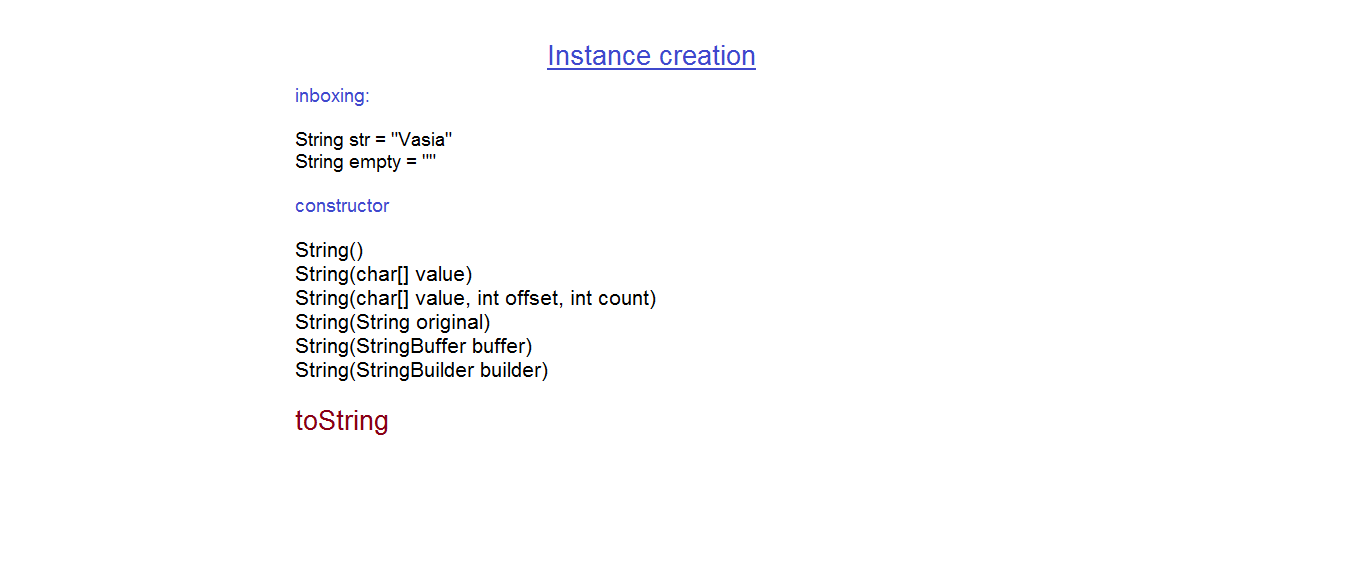 Instance creation
inboxing:
String str = "Vasia"
String empty = ""
constructor
String()
String(char[] value)
String(char[] value, int offset, int count)
String(String original)
String(StringBuffer buffer)
String(StringBuilder builder)
toString